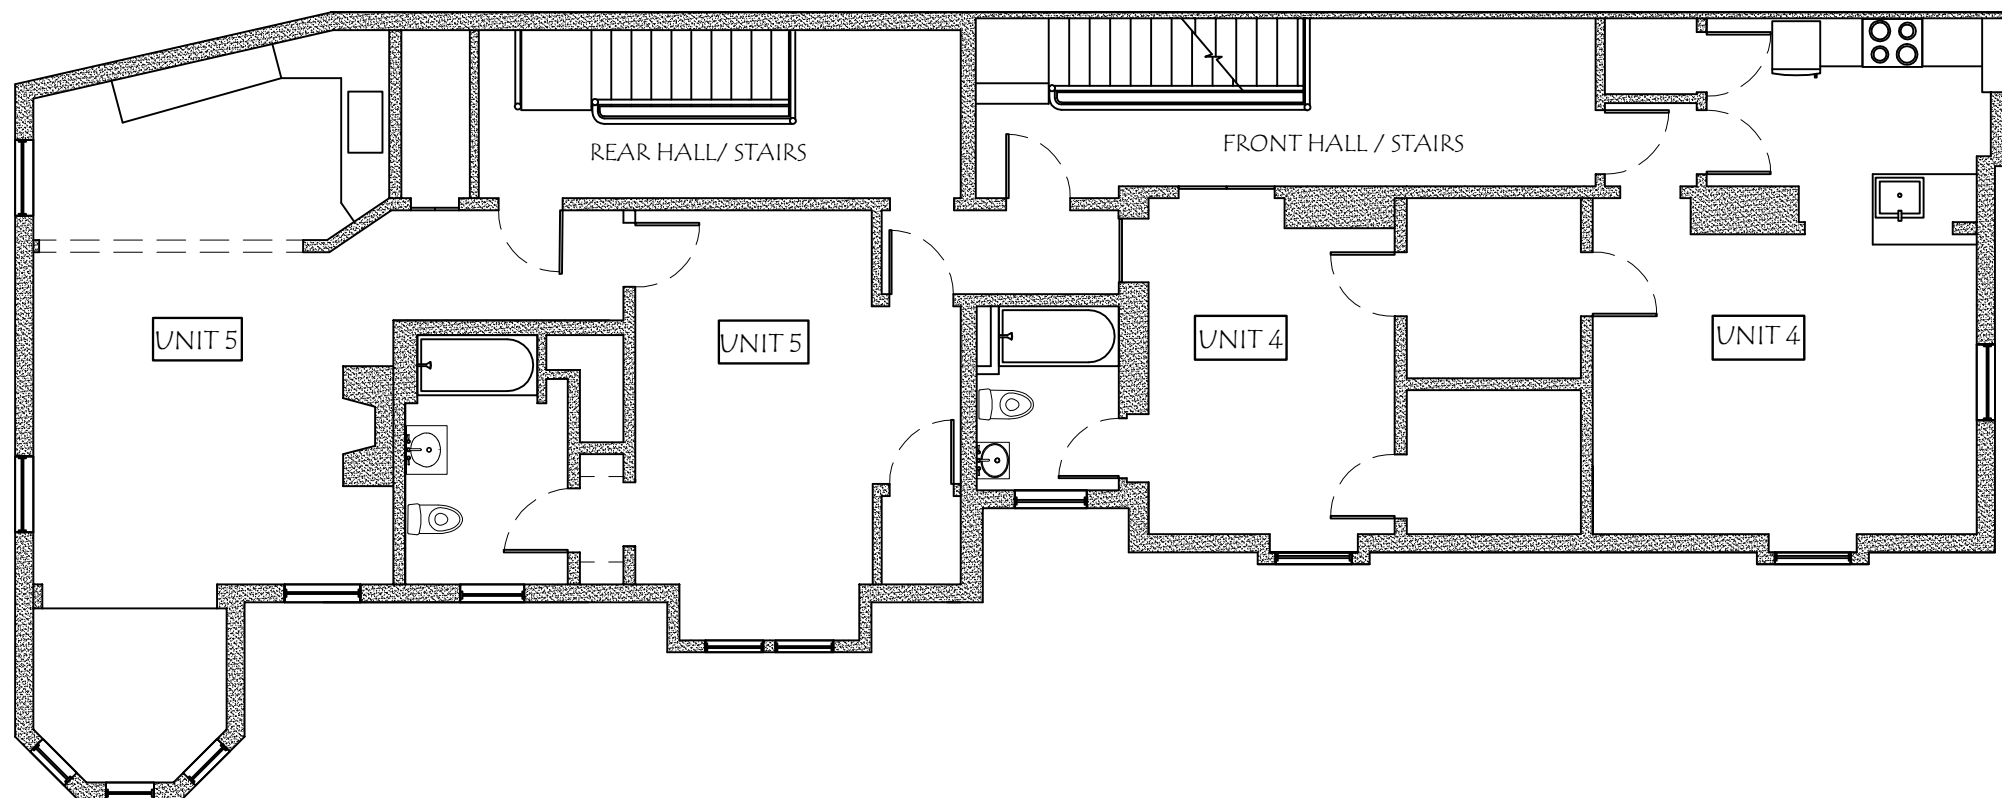 REAR HALL/ STAIRS
FRONT HALL / STAIRS
UNIT 5
UNIT 5
UNIT 4
UNIT 4